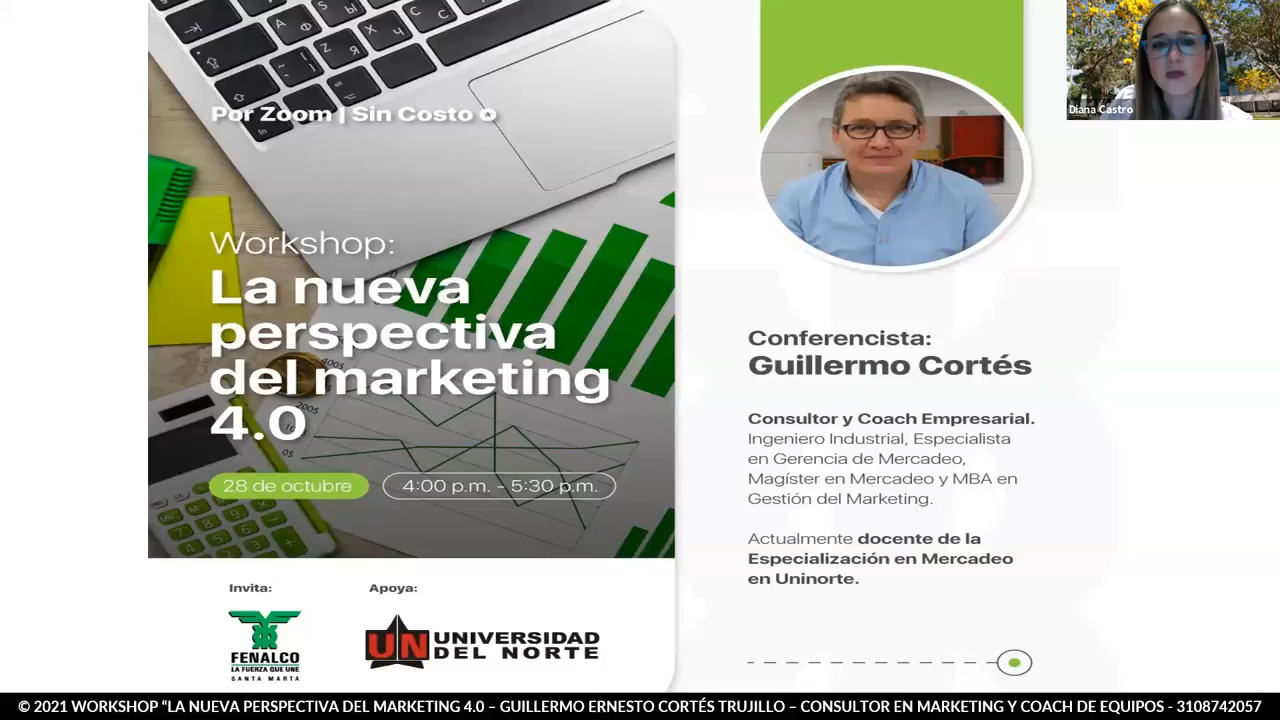 Por Zoom | Sin Costo
Workshop:
La nueva
perspectiva
del marketing
4.0
28 de octubre
4:00 p.m. - 5:30 p.m.
Invita:
FENALCO
LA FUERZA QUE UNE
SANTA MARTA
Apoya:
UN UNIVERSIDAD
DEL NORTE
Conferencista:
Guillermo Cortés
Consultor y Coach Empresarial.
Ingeniero Industrial, Especialista
en Gerencia de Mercadeo,
Magíster en Mercadeo y MBA en
Gestión del Marketing.
Actualmente docente de la
Especialización en Mercadeo
en Uninorte.
Diana Castro
© 2021 WORKSHOP “LA NUEVA PERSPECTIVA DEL MARKETING 4.0 – GUILLERMO ERNESTO CORTÉS TRUJILLO – CONSULTOR EN MARKETING Y COACH DE EQUIPOS - 3108742057